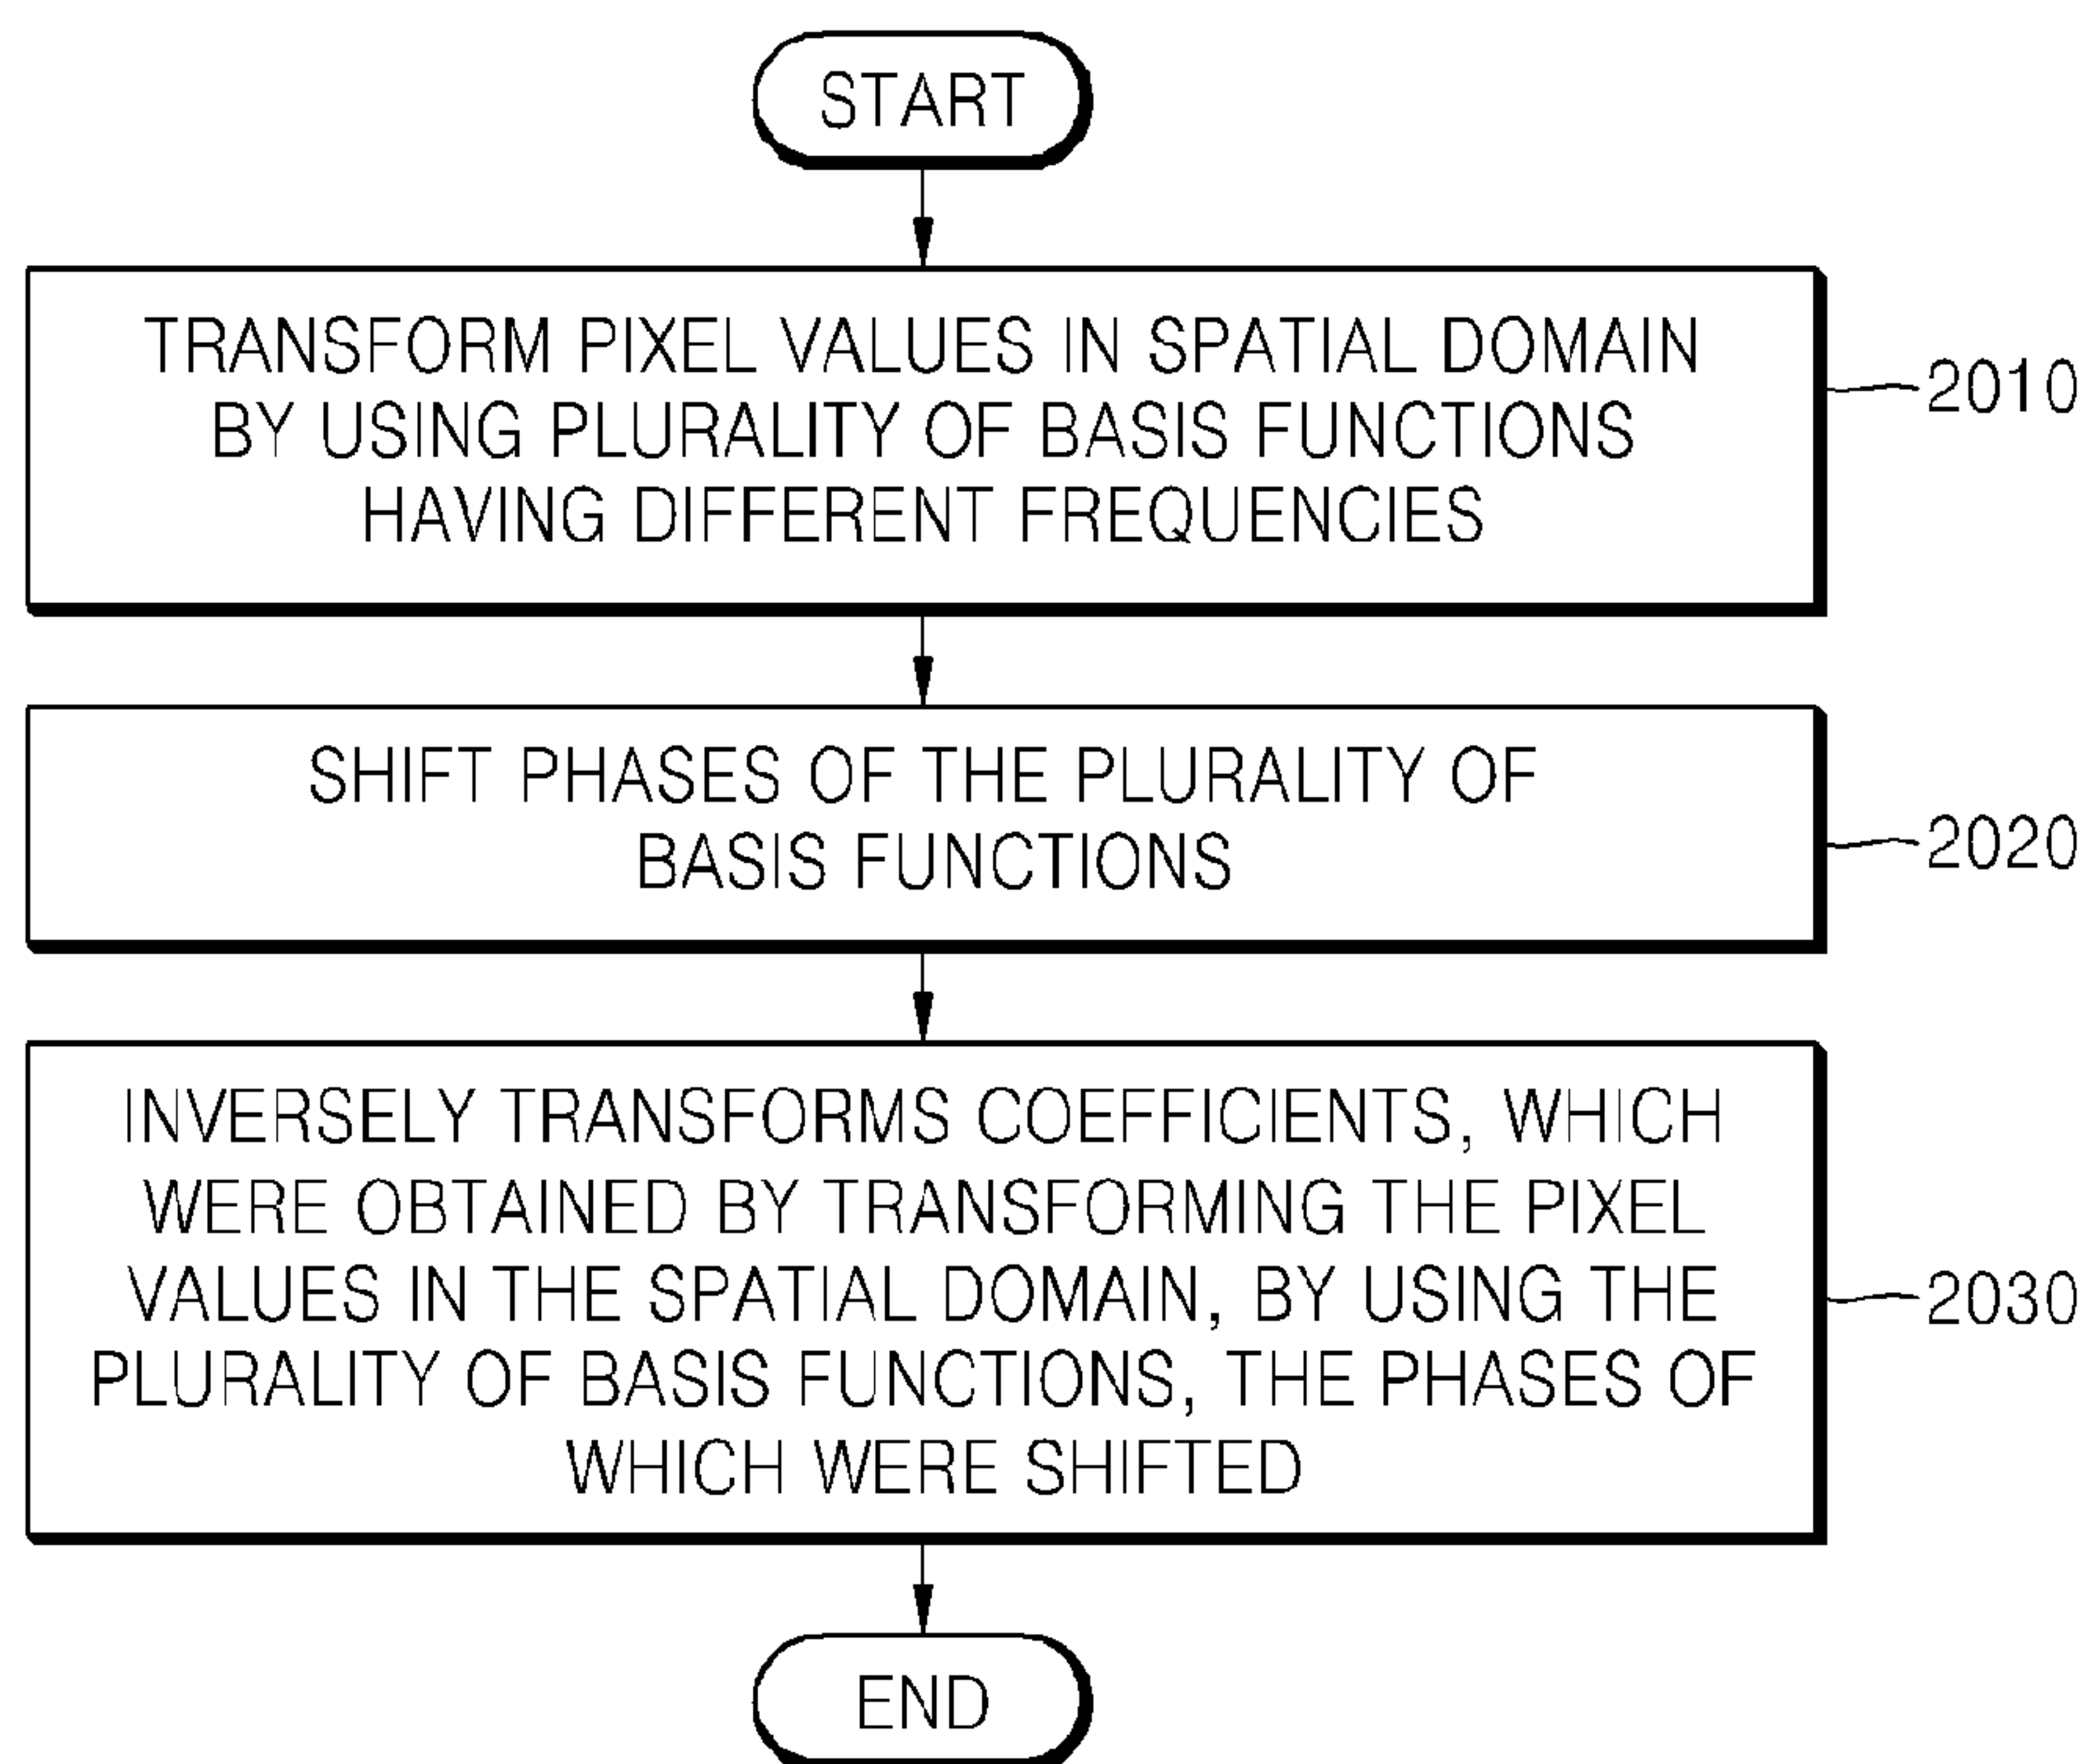 START
TRANSFORM PIXEL VALUES IN SPATIAL DOMAIN
BY USING PLURALITY OF BASIS FUNCTIONS
HAVING DIFFERENT FREQUENCIES
2010
SHIFT PHASES OF THE PLURALITY OF
BASIS FUNCTIONS
2020
INVERSELY TRANSFORMS COEFFICIENTS, WHICH
WERE OBTAINED BY TRANSFORMING THE PIXEL
VALUES IN THE SPATIAL DOMAIN, BY USING THE
PLURALITY OF BASIS FUNCTIONS, THE PHASES OF
WHICH WERE SHIFTED
2030
END